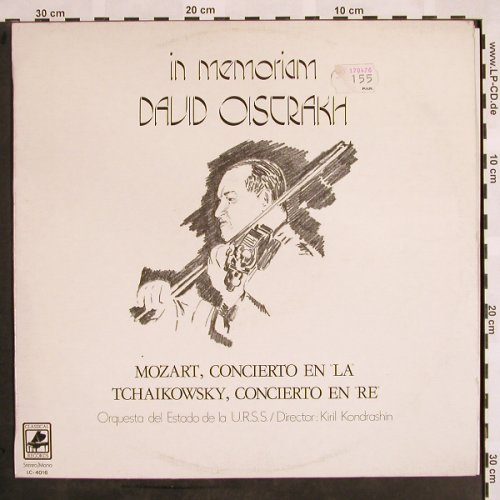 30 cm
20 cm
10 cm
in memoriam
DAVID OISTRAKH
155
MOZART, CONCIERTO EN "LA"
TCHAIKOWSKY, CONCIERTO EN "RE"
Orquesta del Estado de la U.R.S.S./Director: Kiril Kondrashin
CLASSICAL
RECORDS
Stereo/Mono
LC-4016
www.LP-CD.de
10 cm
20 cm
30 cm